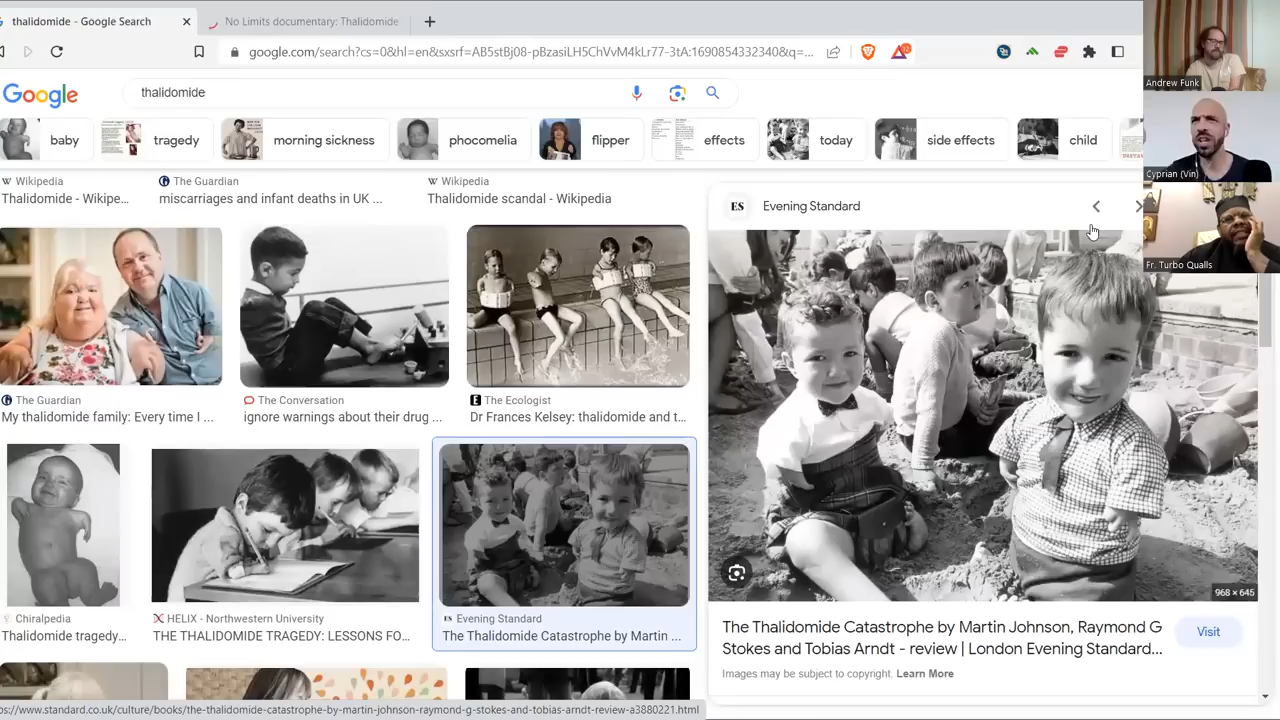 thalidomide - Google Search
No Limits documentary: Thalidomide
google.com/search?cs=0&hl=en&sxsrf=AB5stBi9-pBzasiLH5ChVvM4kLr77-3tA:1690854332340&q=...
12
Google
thalidomide
baby
tragedy
morning sickness
phocomelia
flipper
effects
today
side effects
child
Andrew Funk
Cyprian (Vin)
Fr. Turbo Qualls
Wikipedia
Thalidomide - Wikipe...
The Guardian
miscarriages and infant deaths in UK ...
Wikipedia
Thalidomide scandal - Wikipedia
The Guardian
My thalidomide family: Every time I ...
The Conversation
ignore warnings about their drug ...
The Ecologist
Dr Frances Kelsey: thalidomide and t...
Chiralpedia
Thalidomide tragedy...
HELIX - Northwestern University
THE THALIDOMIDE TRAGEDY: LESSONS FO...
ES Evening Standard
The Thalidomide Catastrophe by Martin ...
ES
Evening Standard
968 × 645
The Thalidomide Catastrophe by Martin Johnson, Raymond G
Stokes and Tobias Arndt - review | London Evening Standard...
Visit
Images may be subject to copyright. Learn More
ps://www.standard.co.uk/culture/books/the-thalidomide-catastrophe-by-martin-johnson-raymond-g-stokes-and-tobias-arndt-review-a3880221.html